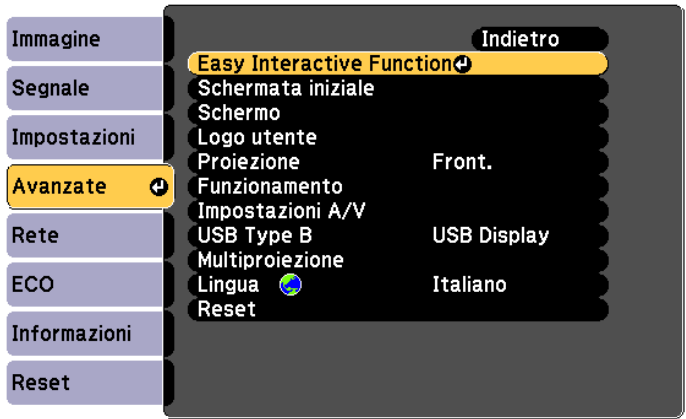 Immagine
Segnale
Impostazioni
Avanzate
Rete
ECO
Informazioni
Reset
Indietro
Easy Interactive Function
Schermata iniziale
Schermo
Logo utente
Proiezione Front.
Funzionamento
Impostazioni A/V
USB Type B USB Display
Multiproiezione
Lingua Italiano
Reset